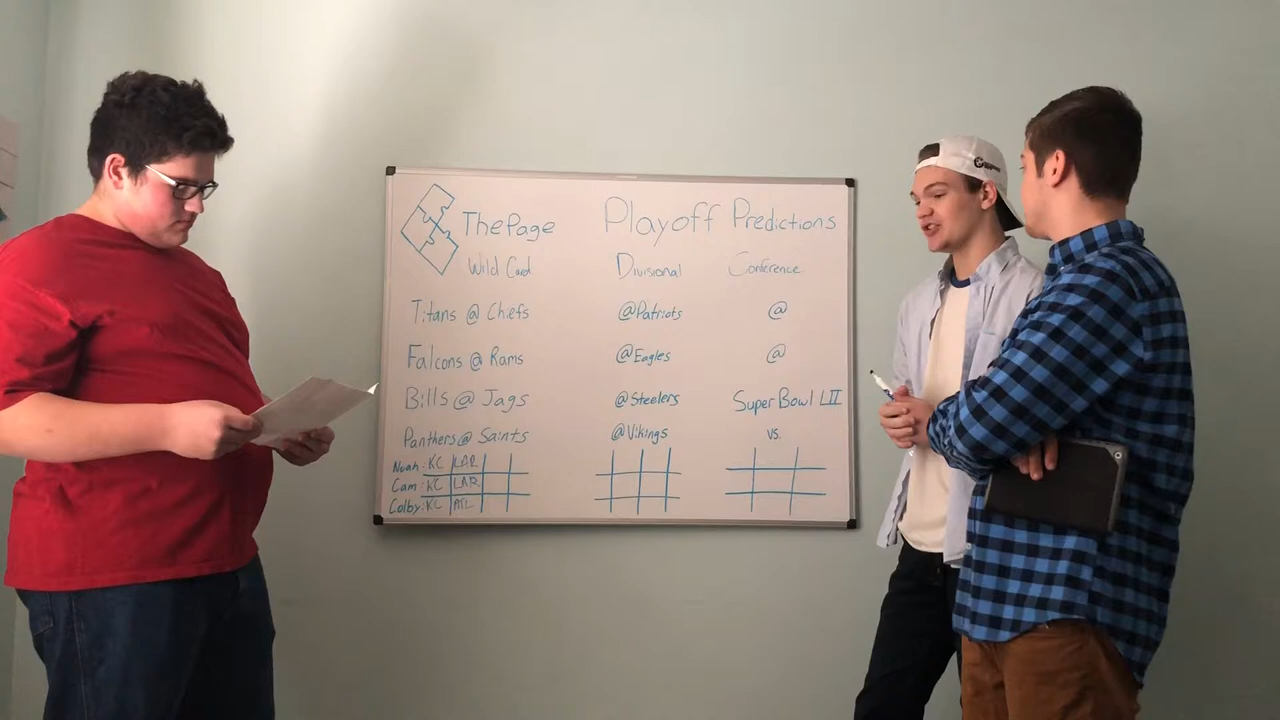 ThePage Playoff Predictions
Wild Card Divisional Conference
Titans @ Chiefs @Patriots @
Falcons @ Rams @Eagles @
Bills @ Jags @Steelers Super Bowl LII
Panthers @ Saints @Vikings vs.
Noah: KC LAR
Cam: KC LAR
Colby: KC ATL